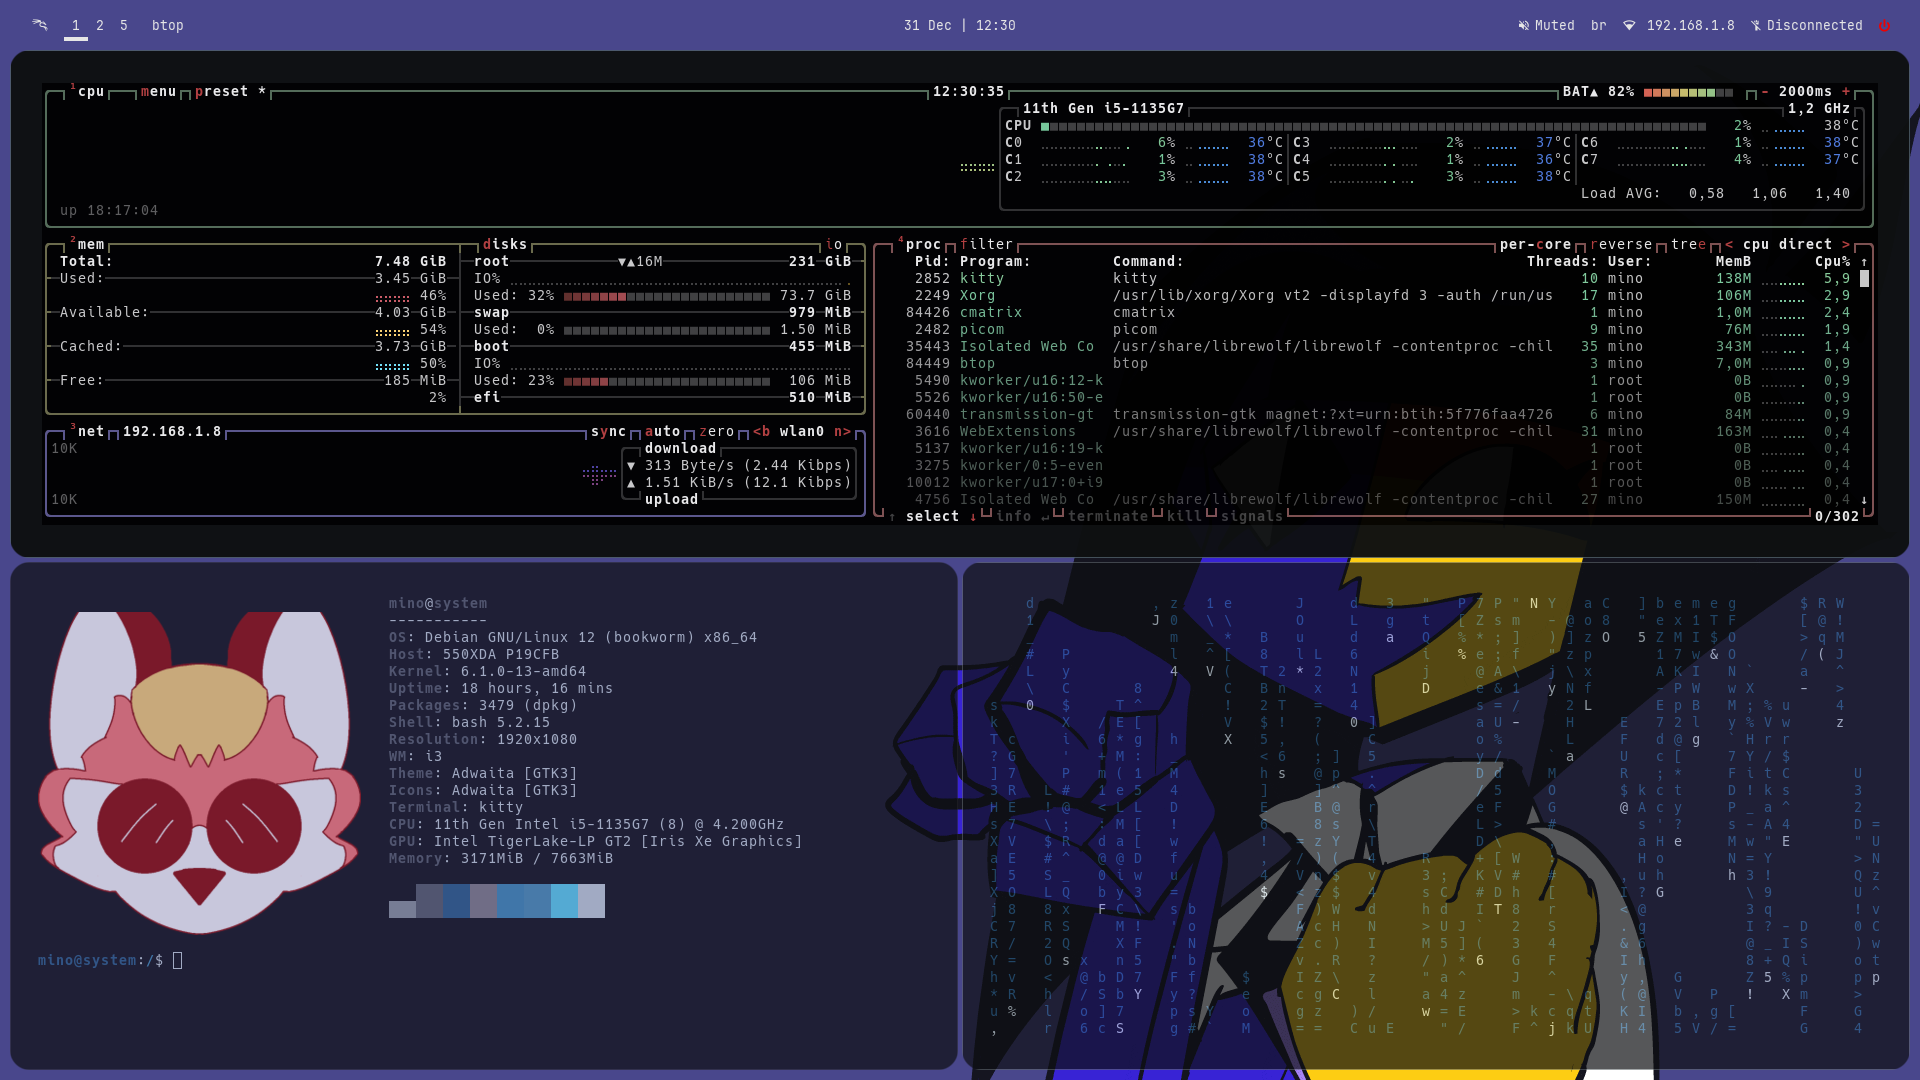 1 2 5 btop
31 Dec | 12:30
Muted br 192.168.1.8 Disconnected
¹cpu menu preset * 12:30:35 BAT▲ 82% - 2000ms +
11th Gen i5-1135G7 1,2 GHz
CPU 2% 38°C
C0 6% 36°C C3 2% 37°C C6 1% 38°C
C1 1% 38°C C4 1% 36°C C7 4% 37°C
C2 3% 38°C C5 3% 38°C
Load AVG: 0,58 1,06 1,40
up 18:17:04
²mem disks io
Total: 7.48 GiB root ▼▲16M 231 GiB
Used: 3.45 GiB IO%
46% Used: 32% 73.7 GiB
Available: 4.03 GiB swap 979 MiB
54% Used: 0% 1.50 MiB
Cached: 3.73 GiB boot 455 MiB
50% IO%
Free: 185 MiB Used: 23% 106 MiB
2% efi 510 MiB
³net 192.168.1.8 sync auto zero <b wlan0 n>
10K download
▼ 313 Byte/s (2.44 Kibps)
▲ 1.51 KiB/s (12.1 Kibps)
10K upload
⁴proc filter per-core reverse tree < cpu direct >
Pid: Program: Command: Threads: User: MemB Cpu% ↑
2852 kitty kitty 10 mino 138M 5,9
2249 Xorg /usr/lib/xorg/Xorg vt2 -displayfd 3 -auth /run/us 17 mino 106M 2,9
84426 cmatrix cmatrix 1 mino 1,0M 2,4
2482 picom picom 9 mino 76M 1,9
35443 Isolated Web Co /usr/share/librewolf/librewolf -contentproc -chil 35 mino 343M 1,4
84449 btop btop 3 mino 7,0M 0,9
5490 kworker/u16:12-k 1 root 0B 0,9
5526 kworker/u16:50-e 1 root 0B 0,9
60440 transmission-gt transmission-gtk magnet:?xt=urn:btih:5f776faa4726 6 mino 84M 0,9
3616 WebExtensions /usr/share/librewolf/librewolf -contentproc -chil 31 mino 163M 0,4
5137 kworker/u16:19-k 1 root 0B 0,4
3275 kworker/0:5-even 1 root 0B 0,4
10012 kworker/u17:0+i9 1 root 0B 0,4
4756 Isolated Web Co /usr/share/librewolf/librewolf -contentproc -chil 27 mino 150M 0,4 ↓
↑ select ↓ info ↵ terminate kill signals 0/302
mino@system
-----------
OS: Debian GNU/Linux 12 (bookworm) x86_64
Host: 550XDA P19CFB
Kernel: 6.1.0-13-amd64
Uptime: 18 hours, 16 mins
Packages: 3479 (dpkg)
Shell: bash 5.2.15
Resolution: 1920x1080
WM: i3
Theme: Adwaita [GTK3]
Icons: Adwaita [GTK3]
Terminal: kitty
CPU: 11th Gen Intel i5-1135G7 (8) @ 4.200GHz
GPU: Intel TigerLake-LP GT2 [Iris Xe Graphics]
Memory: 3171MiB / 7663MiB
mino@system:/$